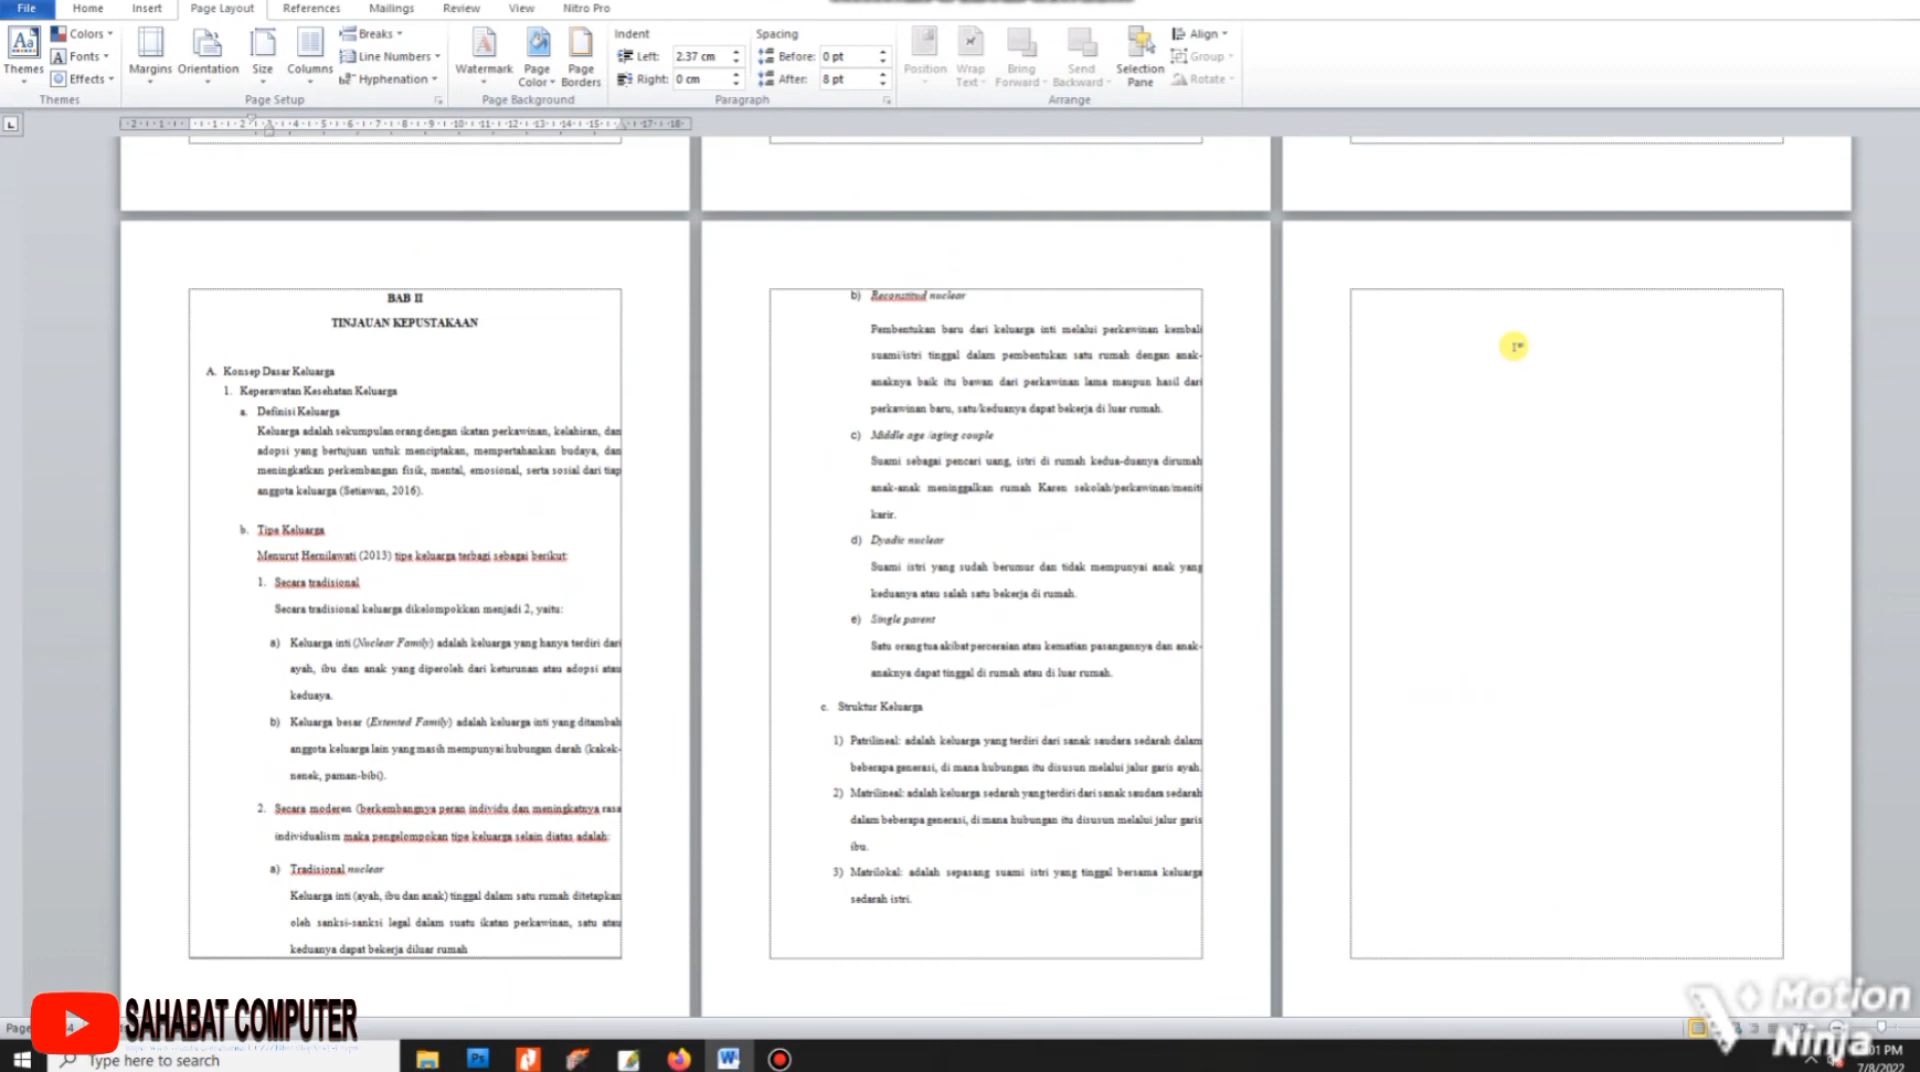 File Home Insert Page Layout References Mailings Review View Nitro Pro
Themes Colors Fonts Effects Themes
Margins Orientation Size Columns Breaks Line Numbers Hyphenation Page Setup
Watermark Page Color Page Borders Page Background
Indent Left: 2.37 cm Right: 0 cm Spacing Before: 0 pt After: 8 pt Paragraph
Position Wrap Text Bring Forward Send Backward Selection Pane Align Group Rotate Arrange
BAB II
TINJAUAN KEPUSTAKAAN
A. Konsep Dasar Keluarga
1. Keperawatan Kesehatan Keluarga
a. Definisi Keluarga
Keluarga adalah sekumpulan orang dengan ikatan perkawinan, kelahiran, dan
adopsi yang bertujuan untuk menciptakan, mempertahankan budaya, dan
meningkatkan perkembangan fisik, mental, emosional, serta sosial dari tiap
anggota keluarga (Setiawan, 2016).
b. Tipe Keluarga
Menurut Hernilawati (2013) tipe keluarga terbagi sebagai berikut:
1. Secara tradisional
Secara tradisional keluarga dikelompokkan menjadi 2, yaitu:
a) Keluarga inti (Nuclear Family) adalah keluarga yang hanya terdiri dari
ayah, ibu dan anak yang diperoleh dari keturunan atau adopsi atau
keduaya.
b) Keluarga besar (Extented Family) adalah keluarga inti yang ditambah
anggota keluarga lain yang masih mempunyai hubungan darah (kakek-
nenek, paman-bibi).
2. Secara moderen (berkembangnya peran individu dan meningkatnya rasa
individualism maka pengelompokan tipe keluarga selain diatas adalah:
a) Tradisional nuclear
Keluarga inti (ayah, ibu dan anak) tinggal dalam satu rumah ditetapkan
oleh sanksi-sanksi legal dalam suatu ikatan perkawinan, satu atau
keduanya dapat bekerja diluar rumah
b) Reconstitud nuclear
Pembentukan baru dari keluarga inti melalui perkawinan kembali
suami/istri tinggal dalam pembentukan satu rumah dengan anak-
anaknya baik itu bawan dari perkawinan lama maupun hasil dari
perkawinan baru, satu/keduanya dapat bekerja di luar rumah.
c) Middle age /aging couple
Suami sebagai pencari uang, istri di rumah kedua-duanya dirumah
anak-anak meninggalkan rumah Karen sekolah/perkawinan/meniti
karir.
d) Dyadic nuclear
Suami istri yang sudah berumur dan tidak mempunyai anak yang
keduanya atau salah satu bekerja di rumah.
e) Single parent
Satu orang tua akibat perceraian atau kematian pasangannya dan anak-
anaknya dapat tinggal di rumah atau di luar rumah.
c. Struktur Keluarga
1) Patrilineal: adalah keluarga yang terdiri dari sanak saudara sedarah dalam
beberapa generasi, di mana hubungan itu disusun melalui jalur garis ayah.
2) Matrilineal: adalah keluarga sedarah yang terdiri dari sanak saudara sedarah
dalam beberapa generasi, di mana hubungan itu disusun melalui jalur garis
ibu.
3) Matrilokal: adalah sepasang suami istri yang tinggal bersama keluarga
sedarah istri.
SAHABAT COMPUTER
Motion
Ninja
Type here to search
7/8/2022